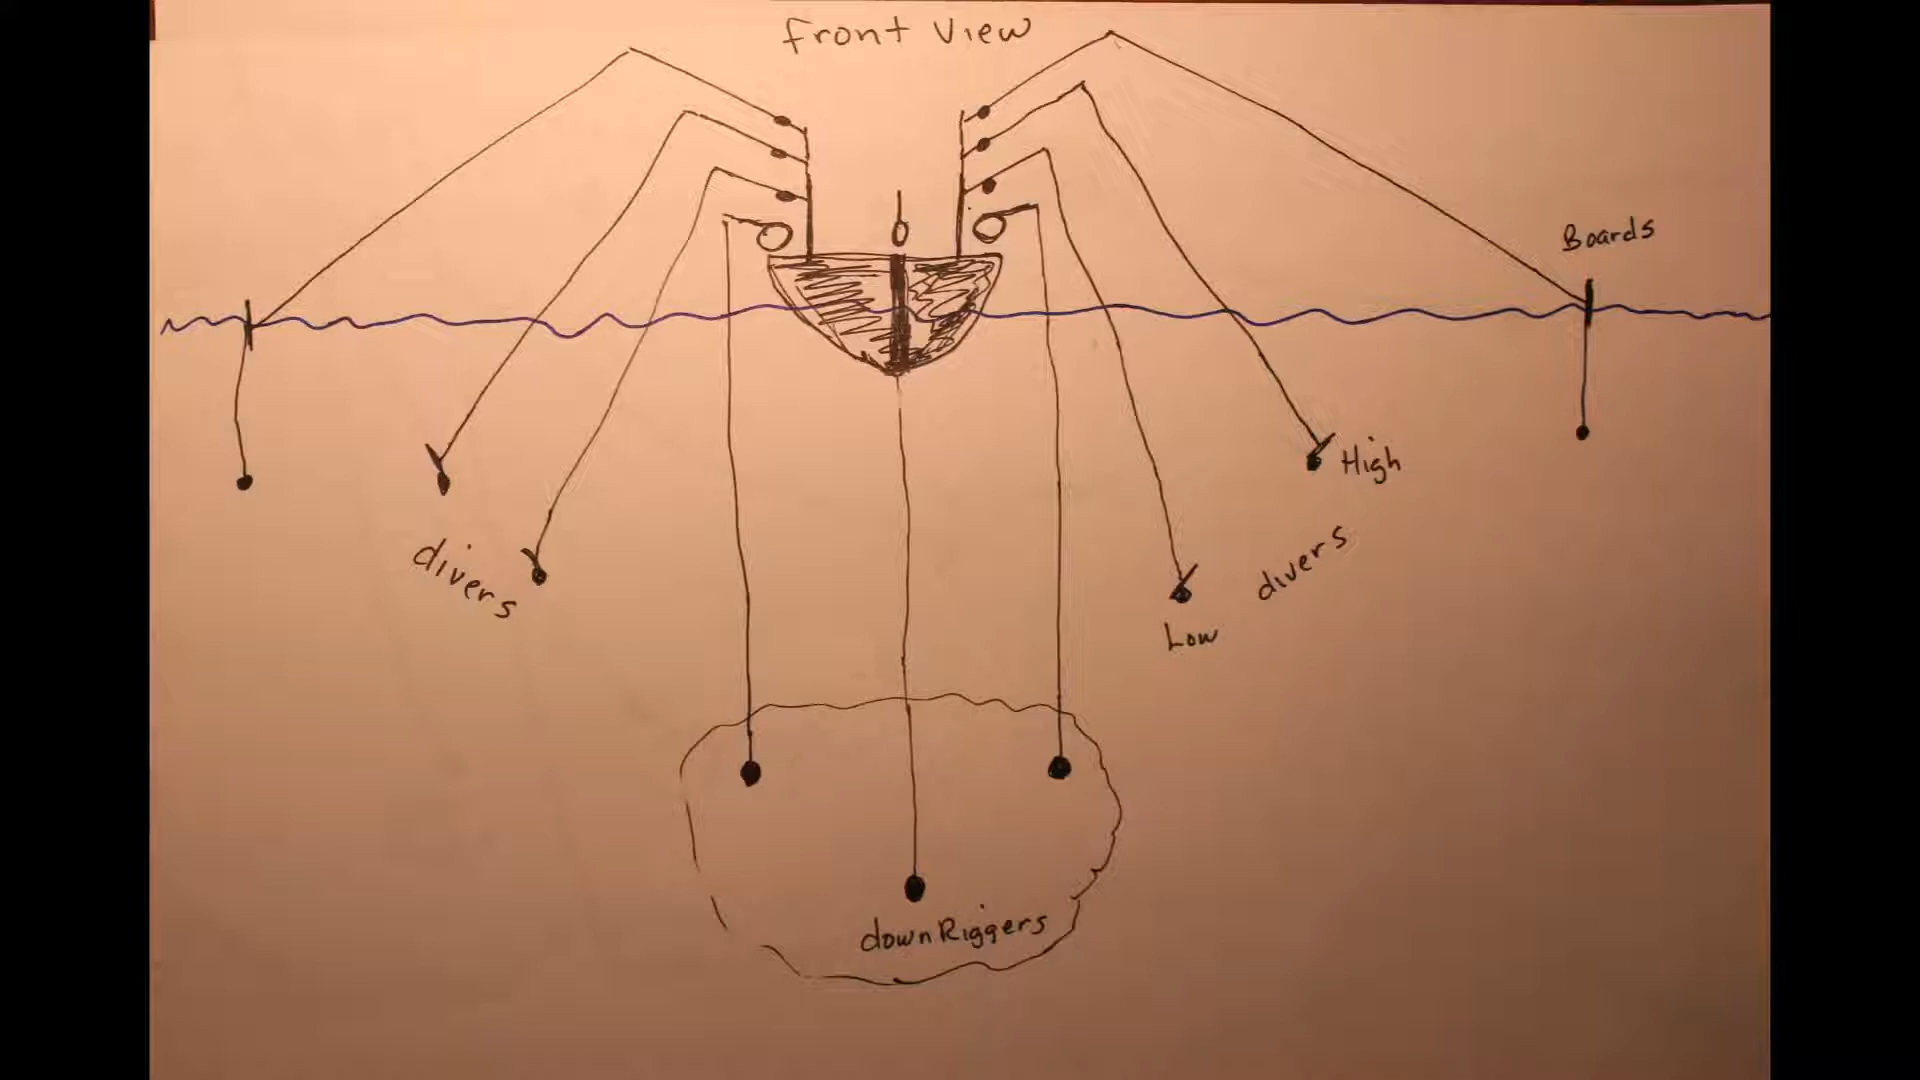 Front View
Boards
High
divers
divers
Low
downRiggers